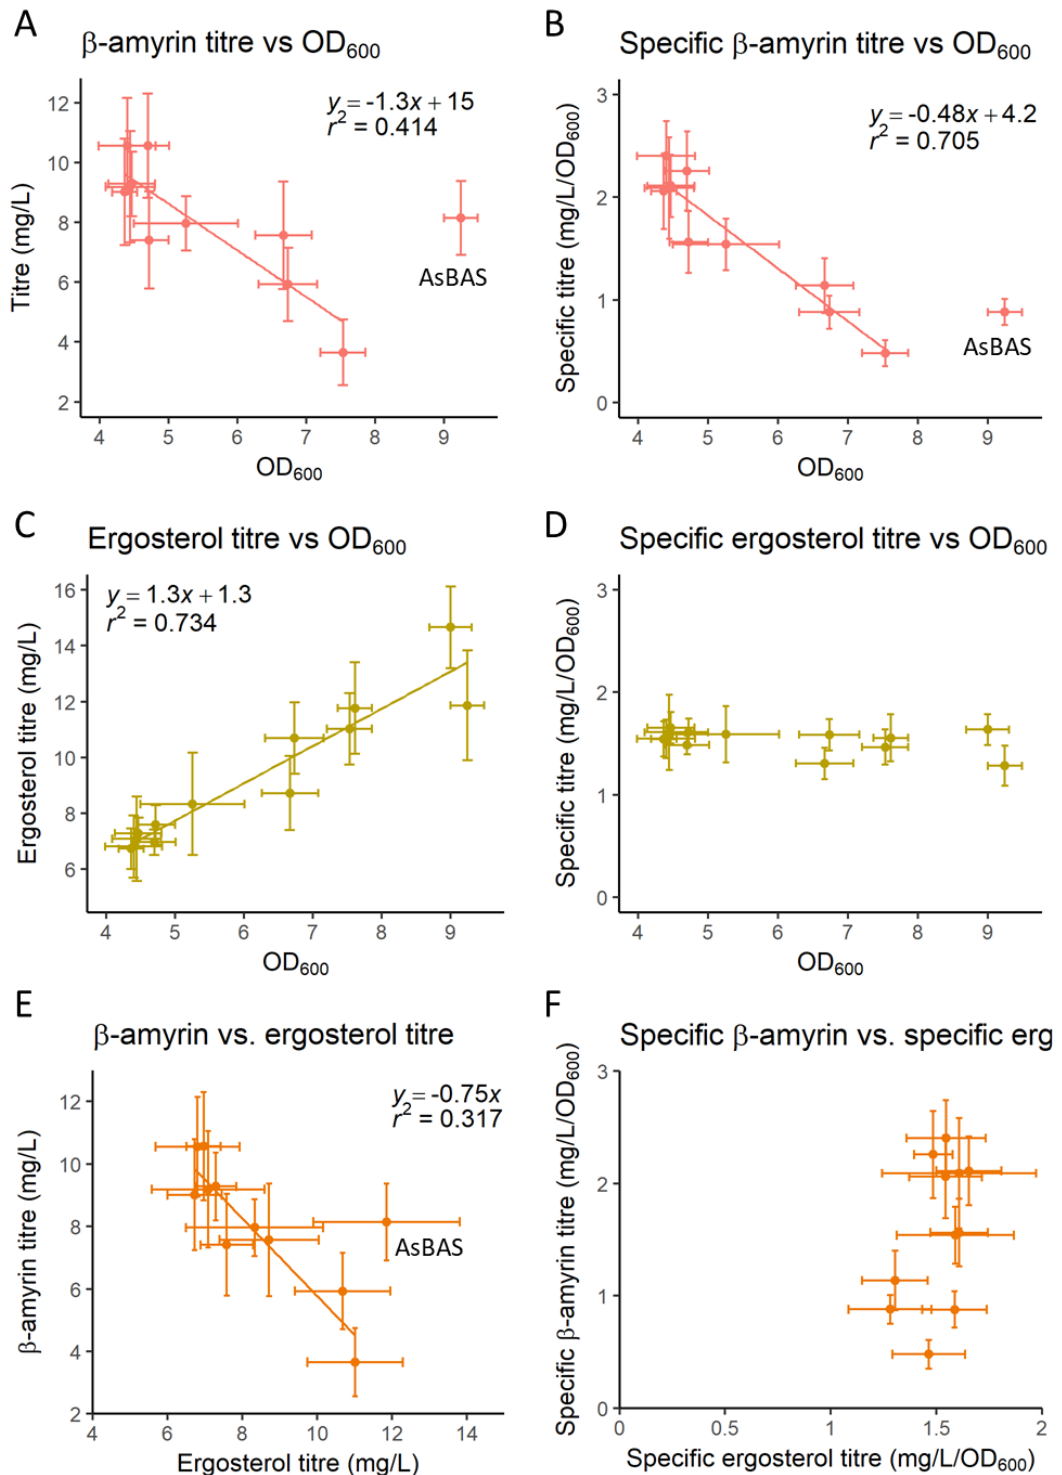 A
β-amyrin titre vs OD600
y = -1.3x + 15
r2 = 0.414
12
10
8
6
4
2
Titre (mg/L)
AsBAS
4 5 6 7 8 9
OD600
B
Specific β-amyrin titre vs OD600
y = -0.48x + 4.2
r2 = 0.705
3
2
1
0
Specific titre (mg/L/OD600)
AsBAS
4 5 6 7 8 9
OD600
C
Ergosterol titre vs OD600
y = 1.3x + 1.3
r2 = 0.734
16
14
12
10
8
6
Ergosterol titre (mg/L)
4 5 6 7 8 9
OD600
D
Specific ergosterol titre vs OD600
3
2
1
0
Specific titre (mg/L/OD600)
4 5 6 7 8 9
OD600
E
β-amyrin vs. ergosterol titre
y = -0.75x
r2 = 0.317
12
10
8
6
4
2
β-amyrin titre (mg/L)
AsBAS
4 6 8 10 12 14
Ergosterol titre (mg/L)
F
Specific β-amyrin vs. specific erg
3
2
1
0
Specific β-amyrin titre (mg/L/OD600)
0 0.5 1 1.5 2
Specific ergosterol titre (mg/L/OD600)